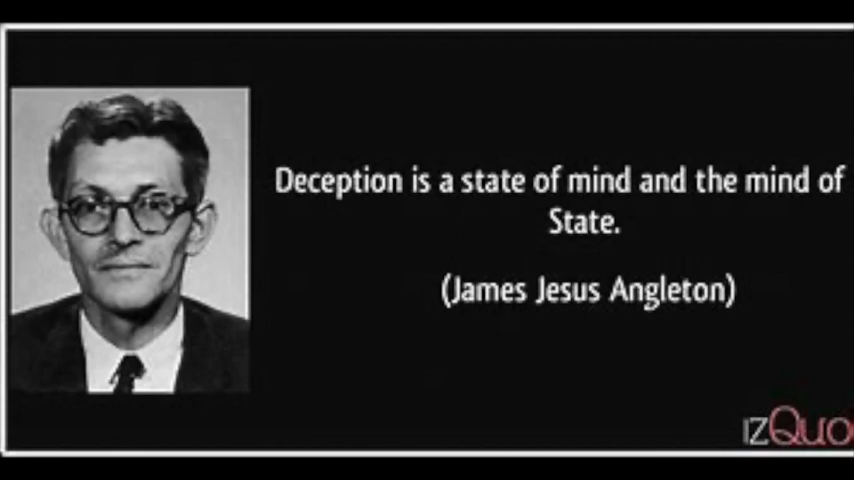 Deception is a state of mind and the mind of
State.
(James Jesus Angleton)
izQuo